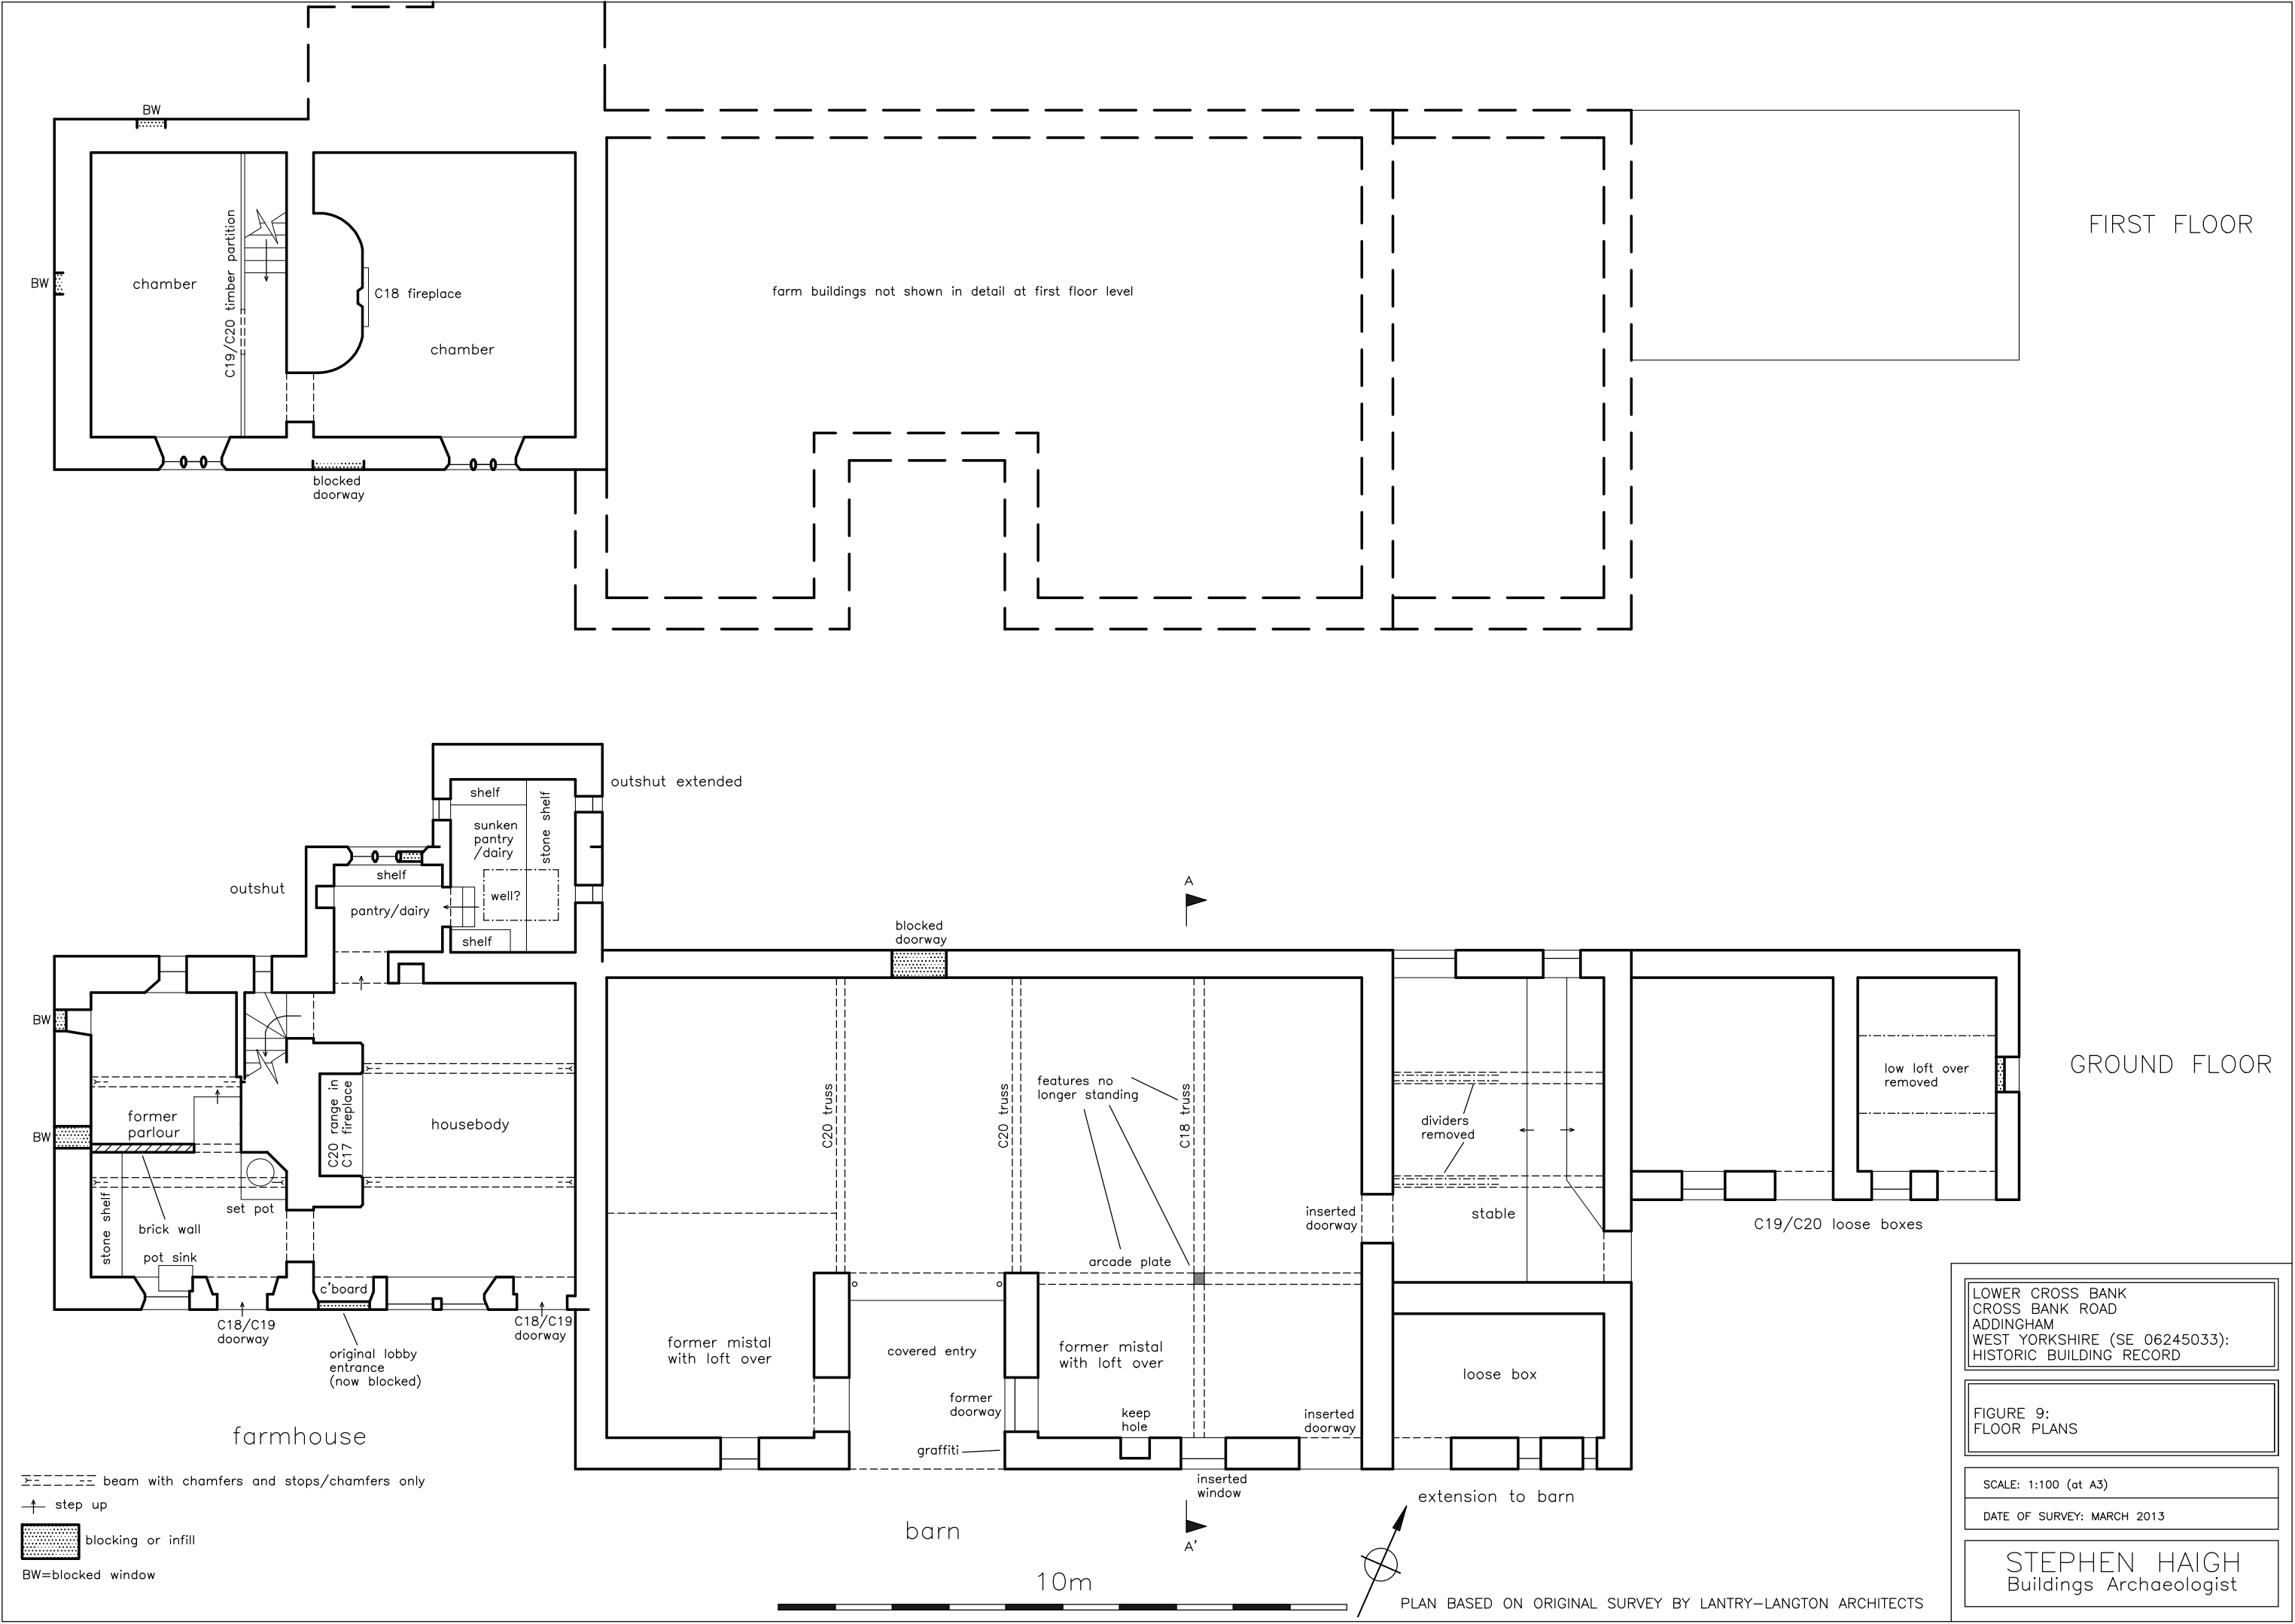 BW
BW
chamber
C19/C20 timber partition
C18 fireplace
chamber
blocked
doorway
farm buildings not shown in detail at first floor level
FIRST FLOOR
outshut extended
shelf
stone shelf
sunken
pantry
/dairy
outshut
shelf
well?
pantry/dairy
shelf
A
blocked
doorway
BW
BW
former
parlour
C20 range in
C17 fireplace
housebody
C20 truss
C20 truss
features no
longer standing
C18 truss
dividers
removed
low loft over
removed
GROUND FLOOR
stone shelf
set pot
brick wall
pot sink
c'board
inserted
doorway
stable
C19/C20 loose boxes
arcade plate
C18/C19
doorway
C18/C19
doorway
original lobby
entrance
(now blocked)
former mistal
with loft over
covered entry
former mistal
with loft over
loose box
former
doorway
keep
hole
inserted
doorway
graffiti
inserted
window
farmhouse
barn
extension to barn
A'
beam with chamfers and stops/chamfers only
step up
blocking or infill
BW=blocked window
10m
PLAN BASED ON ORIGINAL SURVEY BY LANTRY-LANGTON ARCHITECTS
LOWER CROSS BANK
CROSS BANK ROAD
ADDINGHAM
WEST YORKSHIRE (SE 06245033):
HISTORIC BUILDING RECORD
FIGURE 9:
FLOOR PLANS
SCALE: 1:100 (at A3)
DATE OF SURVEY: MARCH 2013
STEPHEN HAIGH
Buildings Archaeologist